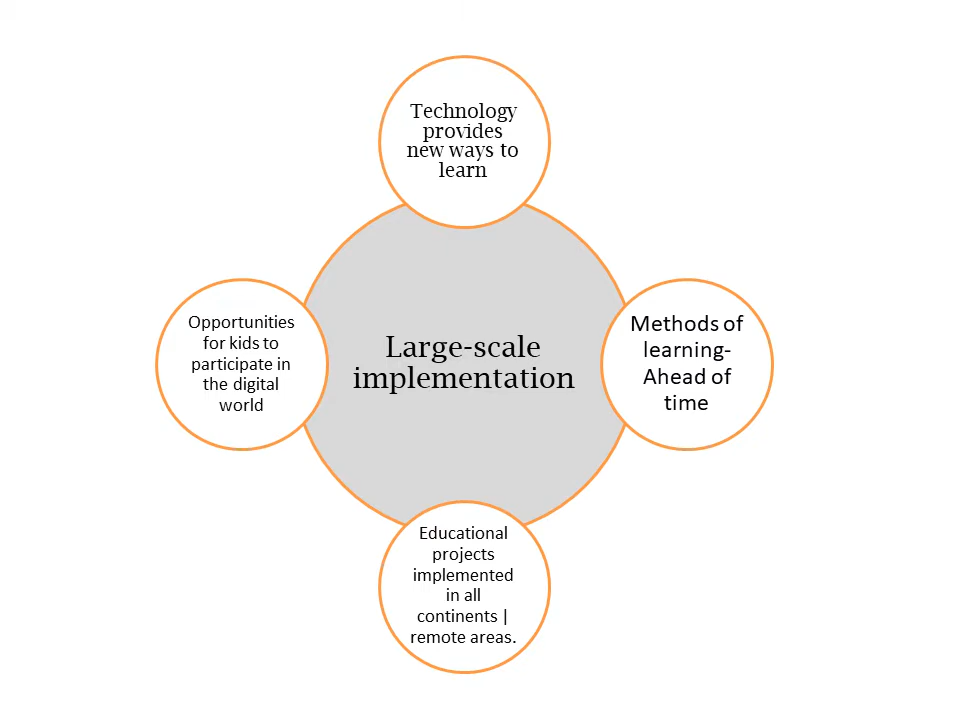 Technology
provides
new ways to
learn
Opportunities
for kids to
participate in
the digital
world
Large-scale
implementation
Methods of
learning-
Ahead of
time
Educational
projects
implemented
in all
continents |
remote areas.